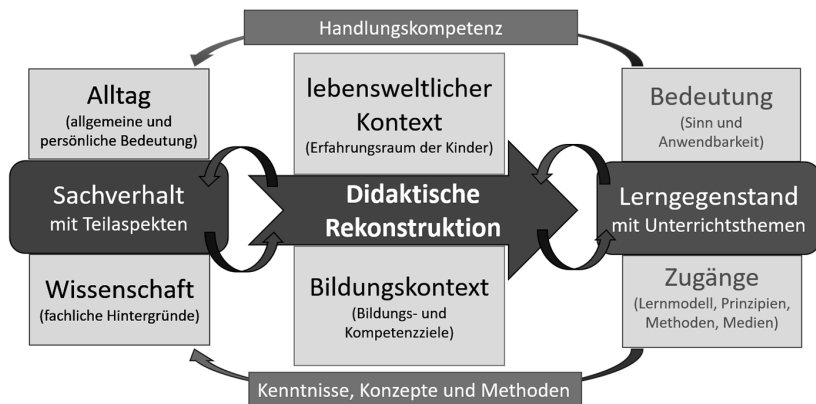 Handlungskompetenz
Alltag
(allgemeine und
persönliche Bedeutung)
lebensweltlicher
Kontext
(Erfahrungsraum der Kinder)
Bedeutung
(Sinn und
Anwendbarkeit)
Sachverhalt
mit Teilaspekten
Didaktische
Rekonstruktion
Lerngegenstand
mit Unterrichtsthemen
Wissenschaft
(fachliche Hintergründe)
Bildungskontext
(Bildungs- und
Kompetenzziele)
Zugänge
(Lernmodell, Prinzipien,
Methoden, Medien)
Kenntnisse, Konzepte und Methoden